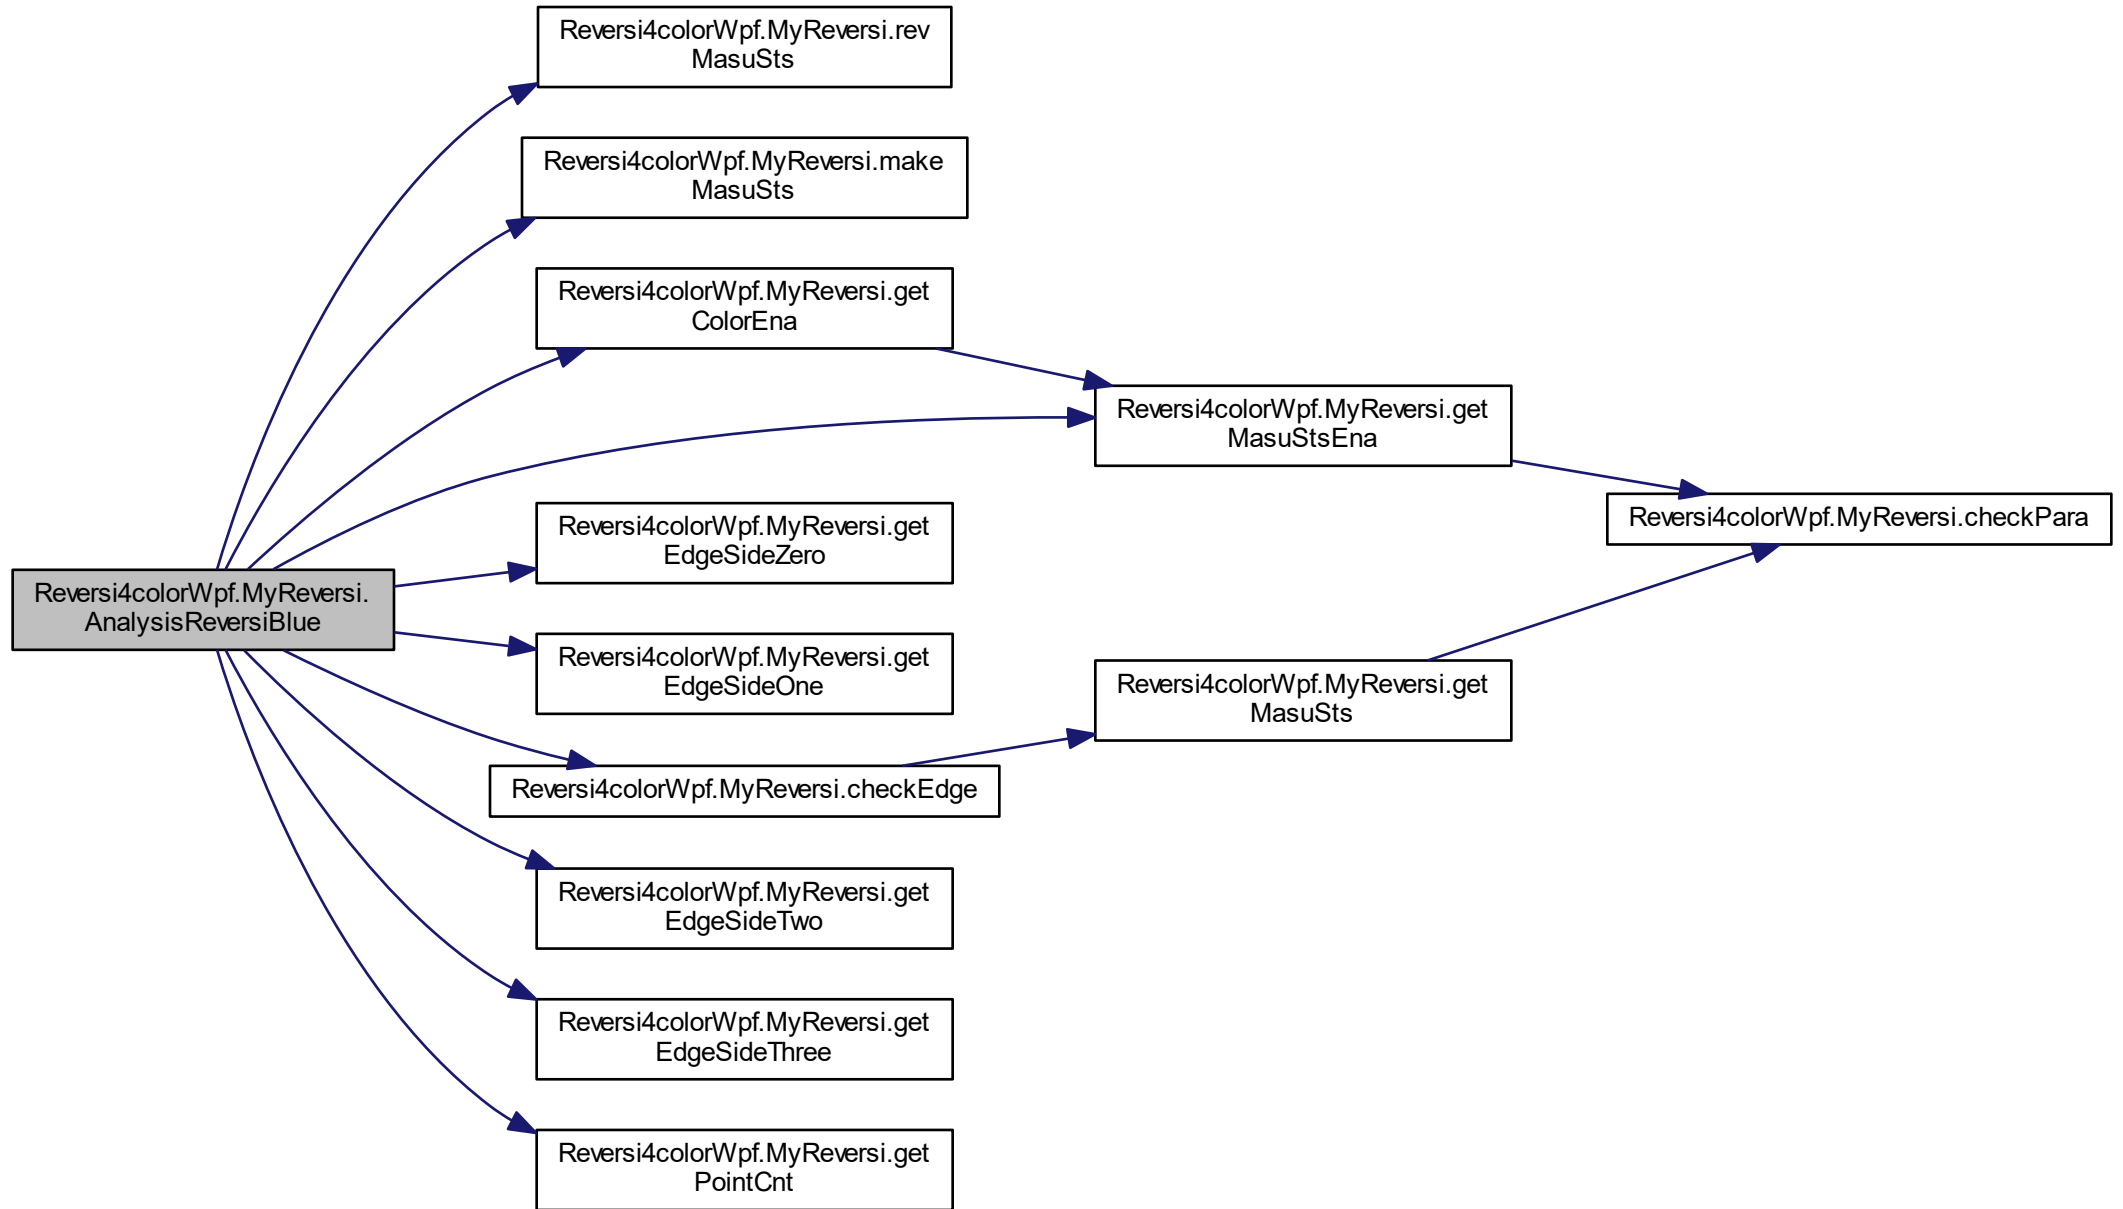 Reversi4colorWpf.MyReversi.rev
MasuSts
Reversi4colorWpf.MyReversi.make
MasuSts
Reversi4colorWpf.MyReversi.get
ColorEna
Reversi4colorWpf.MyReversi.get
MasuStsEna
Reversi4colorWpf.MyReversi.get
EdgeSideZero
Reversi4colorWpf.MyReversi.checkPara
Reversi4colorWpf.MyReversi.
AnalysisReversiBlue
Reversi4colorWpf.MyReversi.get
EdgeSideOne
Reversi4colorWpf.MyReversi.get
MasuSts
Reversi4colorWpf.MyReversi.checkEdge
Reversi4colorWpf.MyReversi.get
EdgeSideTwo
Reversi4colorWpf.MyReversi.get
EdgeSideThree
Reversi4colorWpf.MyReversi.get
PointCnt